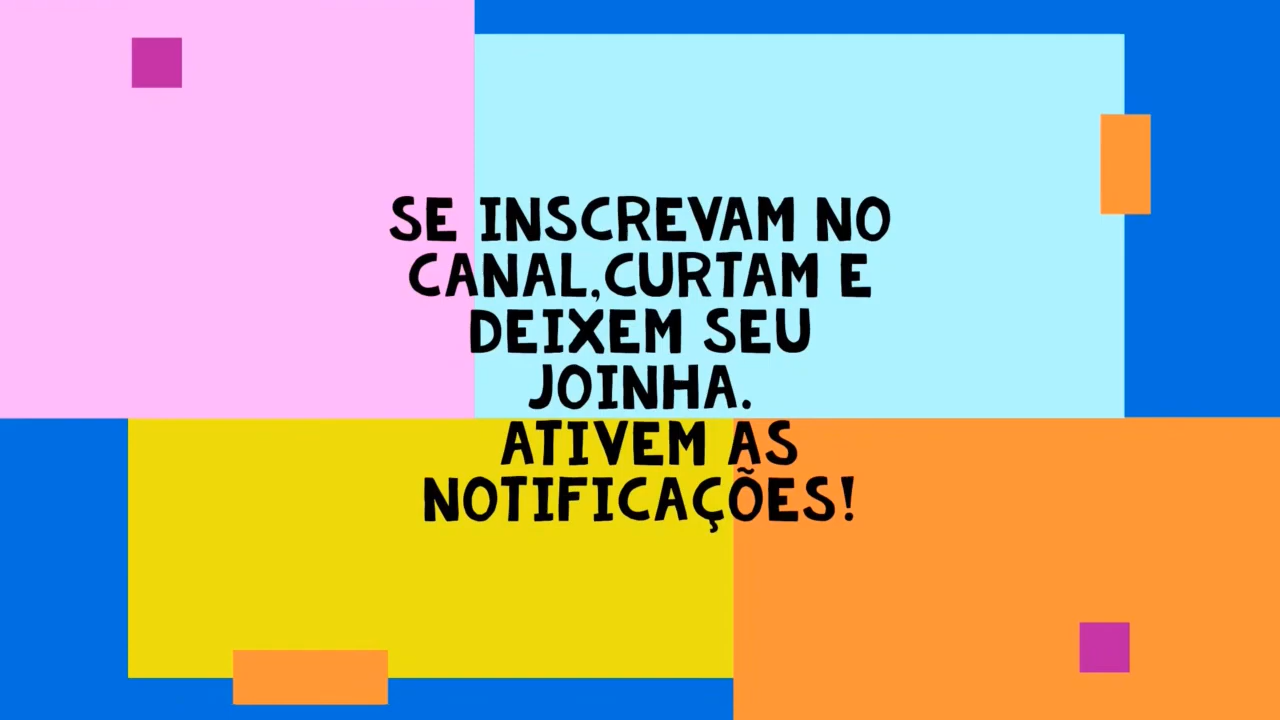 SE INSCREVAM NO
CANAL,CURTAM E
DEIXEM SEU
JOINHA.
ATIVEM AS
NOTIFICAÇÕES!